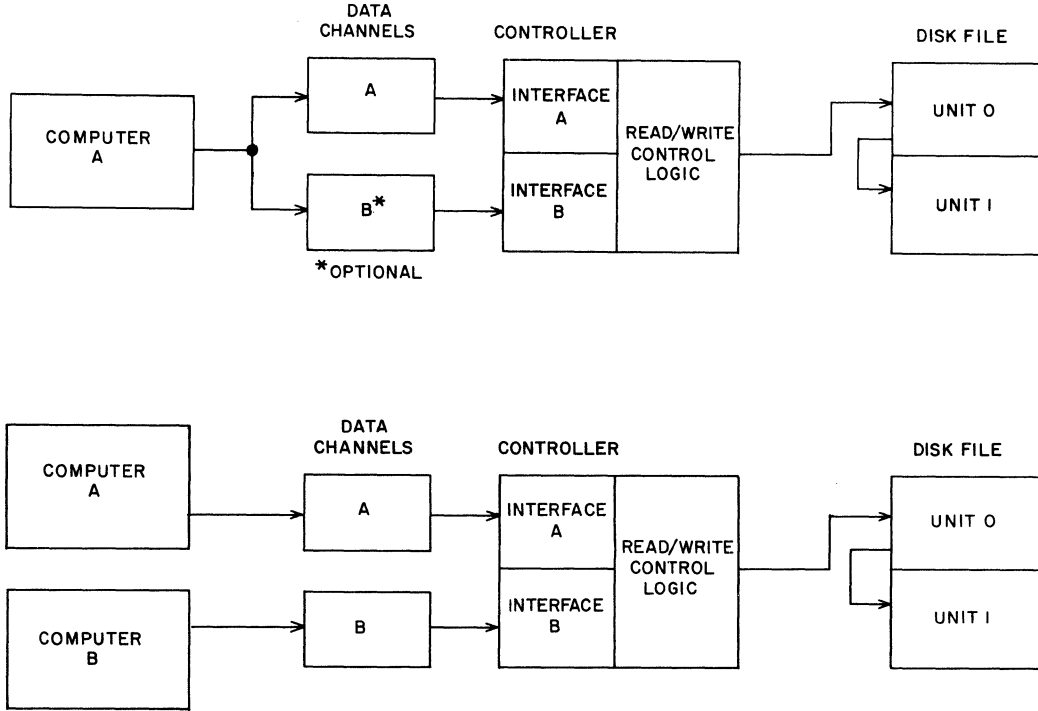 DATA
CHANNELS
CONTROLLER
DISK FILE
COMPUTER
A
A
INTERFACE
A
READ/WRITE
CONTROL
LOGIC
UNIT 0
B*
INTERFACE
B
UNIT 1
*OPTIONAL
DATA
CHANNELS
CONTROLLER
DISK FILE
COMPUTER
A
A
INTERFACE
A
READ/WRITE
CONTROL
LOGIC
UNIT 0
COMPUTER
B
B
INTERFACE
B
UNIT 1